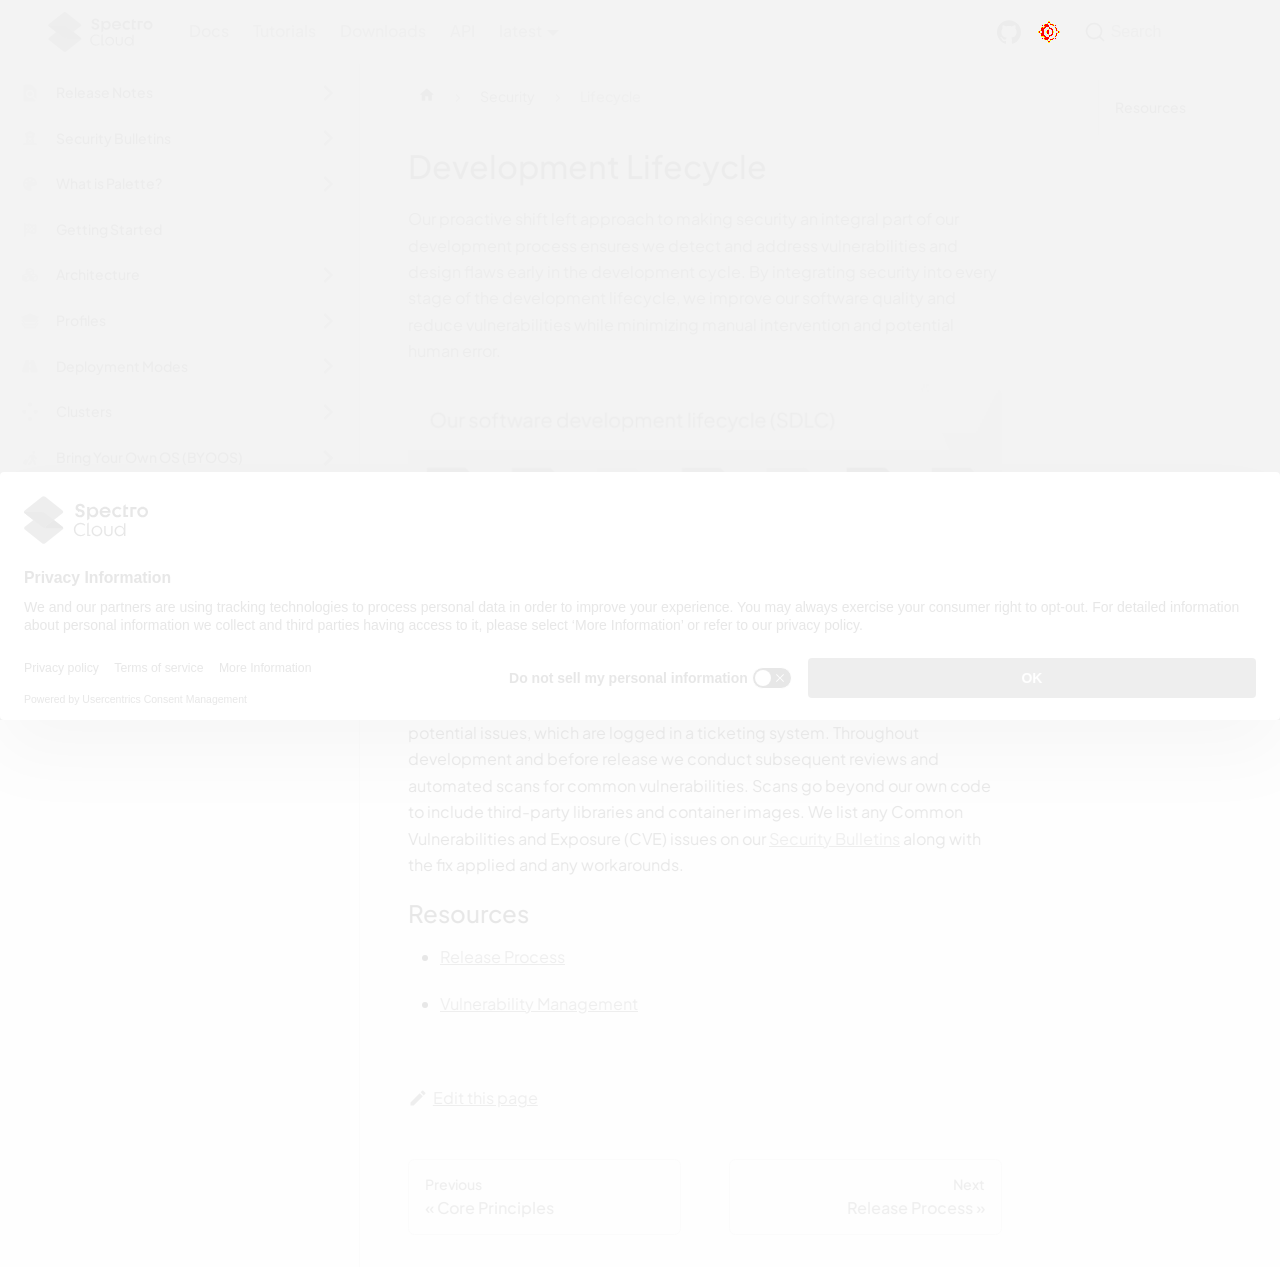 Spectro Cloud
Docs Tutorials Downloads API latest
Search
Release Notes
Security Bulletins
What is Palette?
Getting Started
Architecture
Profiles
Deployment Modes
Clusters
Bring Your Own OS (BYOOS)
Security
Resources
Development Lifecycle
Our proactive shift left approach to making security an integral part of our
development process ensures we detect and address vulnerabilities and
design flaws early in the development cycle. By integrating security into every
stage of the development lifecycle, we improve our software quality and
reduce vulnerabilities while minimizing manual intervention and potential
human error.
Our software development lifecycle (SDLC)
Spectro
Cloud
Privacy Information
We and our partners are using tracking technologies to process personal data in order to improve your experience. You may always exercise your consumer right to opt-out. For detailed information
about personal information we collect and third parties having access to it, please select ‘More Information’ or refer to our privacy policy.
Privacy policy Terms of service More Information
Do not sell my personal information
OK
Powered by Usercentrics Consent Management
potential issues, which are logged in a ticketing system. Throughout
development and before release we conduct subsequent reviews and
automated scans for common vulnerabilities. Scans go beyond our own code
to include third-party libraries and container images. We list any Common
Vulnerabilities and Exposure (CVE) issues on our Security Bulletins along with
the fix applied and any workarounds.
Resources
Release Process
Vulnerability Management
Edit this page
Previous
« Core Principles
Next
Release Process »